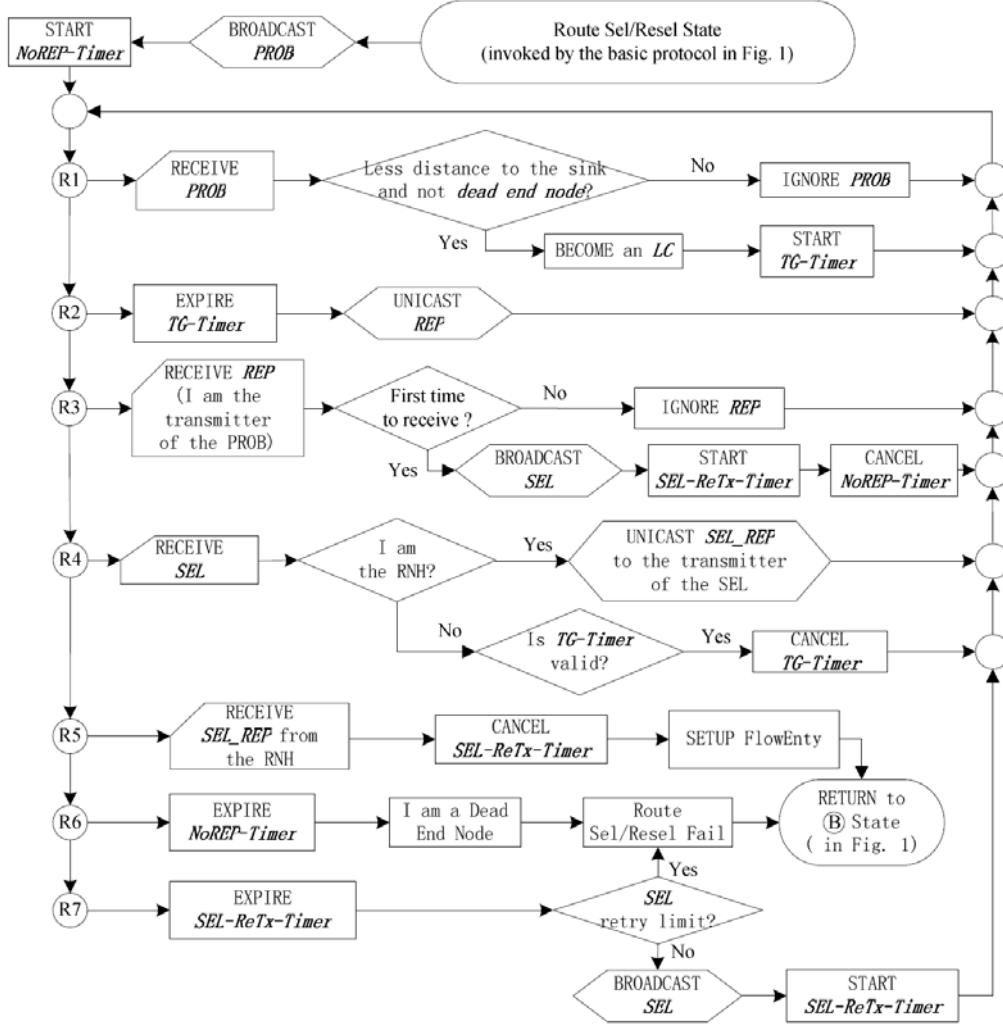 START
NoREP-Timer
BROADCAST
PROB
Route Sel/Resel State
(invoked by the basic protocol in Fig. 1)
R1
RECEIVE
PROB
Less distance to the sink
and not dead end node?
No
IGNORE PROB
Yes
BECOME an LC
START
TG-Timer
R2
EXPIRE
TG-Timer
UNICAST
REP
R3
RECEIVE REP
(I am the
transmitter
of the PROB)
First time
to receive ?
No
IGNORE REP
Yes
BROADCAST
SEL
START
SEL-ReTx-Timer
CANCEL
NoREP-Timer
R4
RECEIVE
SEL
I am
the RNH?
Yes
UNICAST SEL_REP
to the transmitter
of the SEL
No
Is TG-Timer
valid?
Yes
CANCEL
TG-Timer
R5
RECEIVE
SEL_REP from
the RNH
CANCEL
SEL-ReTx-Timer
SETUP FlowEnty
R6
EXPIRE
NoREP-Timer
I am a Dead
End Node
Route
Sel/Resel Fail
RETURN to
B State
( in Fig. 1)
R7
EXPIRE
SEL-ReTx-Timer
Yes
SEL
retry limit?
No
BROADCAST
SEL
START
SEL-ReTx-Timer